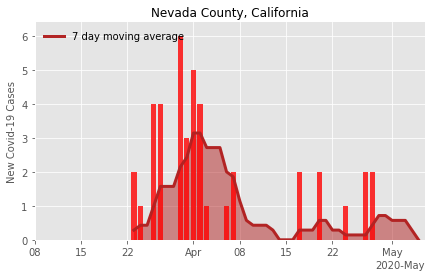 Nevada County, California
7 day moving average
New Covid-19 Cases
6
5
4
3
2
1
0
08 15 22 Apr 08 15 22 May
2020-May